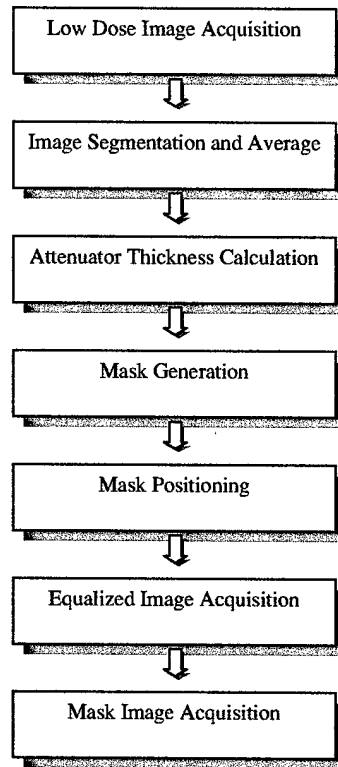 Low Dose Image Acquisition
Image Segmentation and Average
Attenuator Thickness Calculation
Mask Generation
Mask Positioning
Equalized Image Acquisition
Mask Image Acquisition